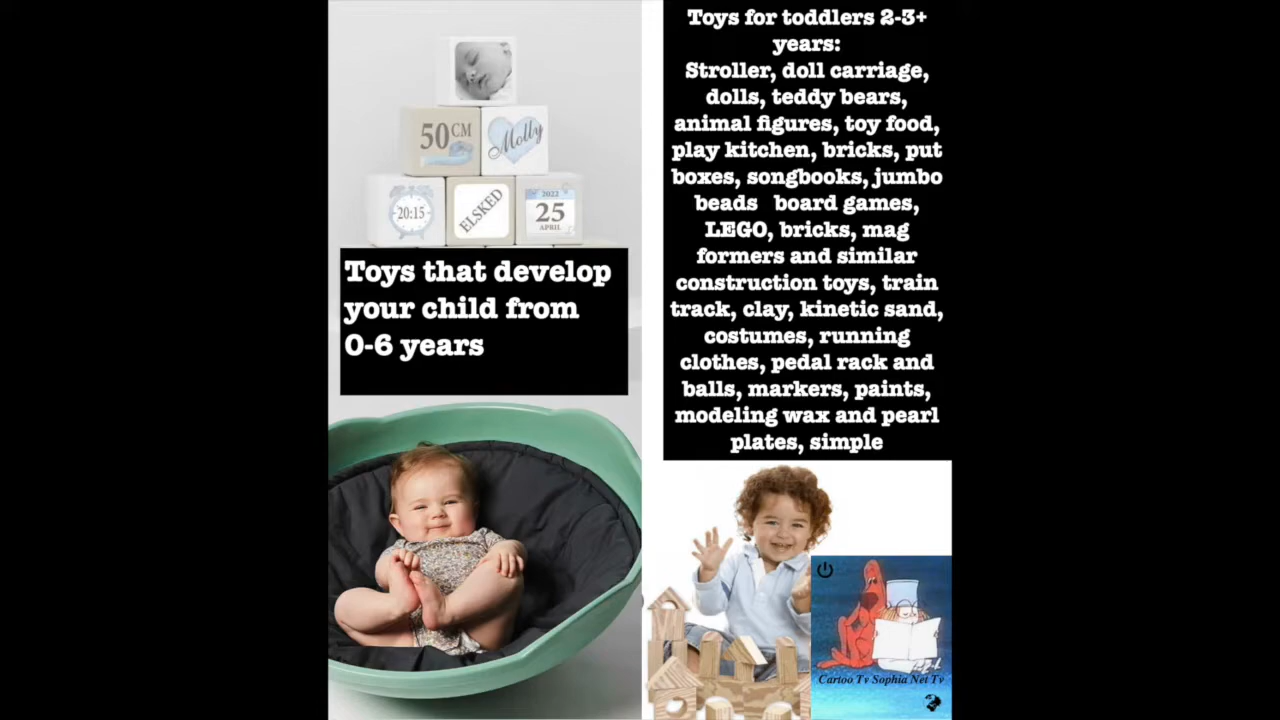 50CM
Molly
20:15
ELSKED
2022
25
APRIL
Toys that develop
your child from
0-6 years
Toys for toddlers 2-3+
years:
Stroller, doll carriage,
dolls, teddy bears,
animal figures, toy food,
play kitchen, bricks, put
boxes, songbooks, jumbo
beads board games,
LEGO, bricks, mag
formers and similar
construction toys, train
track, clay, kinetic sand,
costumes, running
clothes, pedal rack and
balls, markers, paints,
modeling wax and pearl
plates, simple
Cartoo Tv Sophia Net Tv